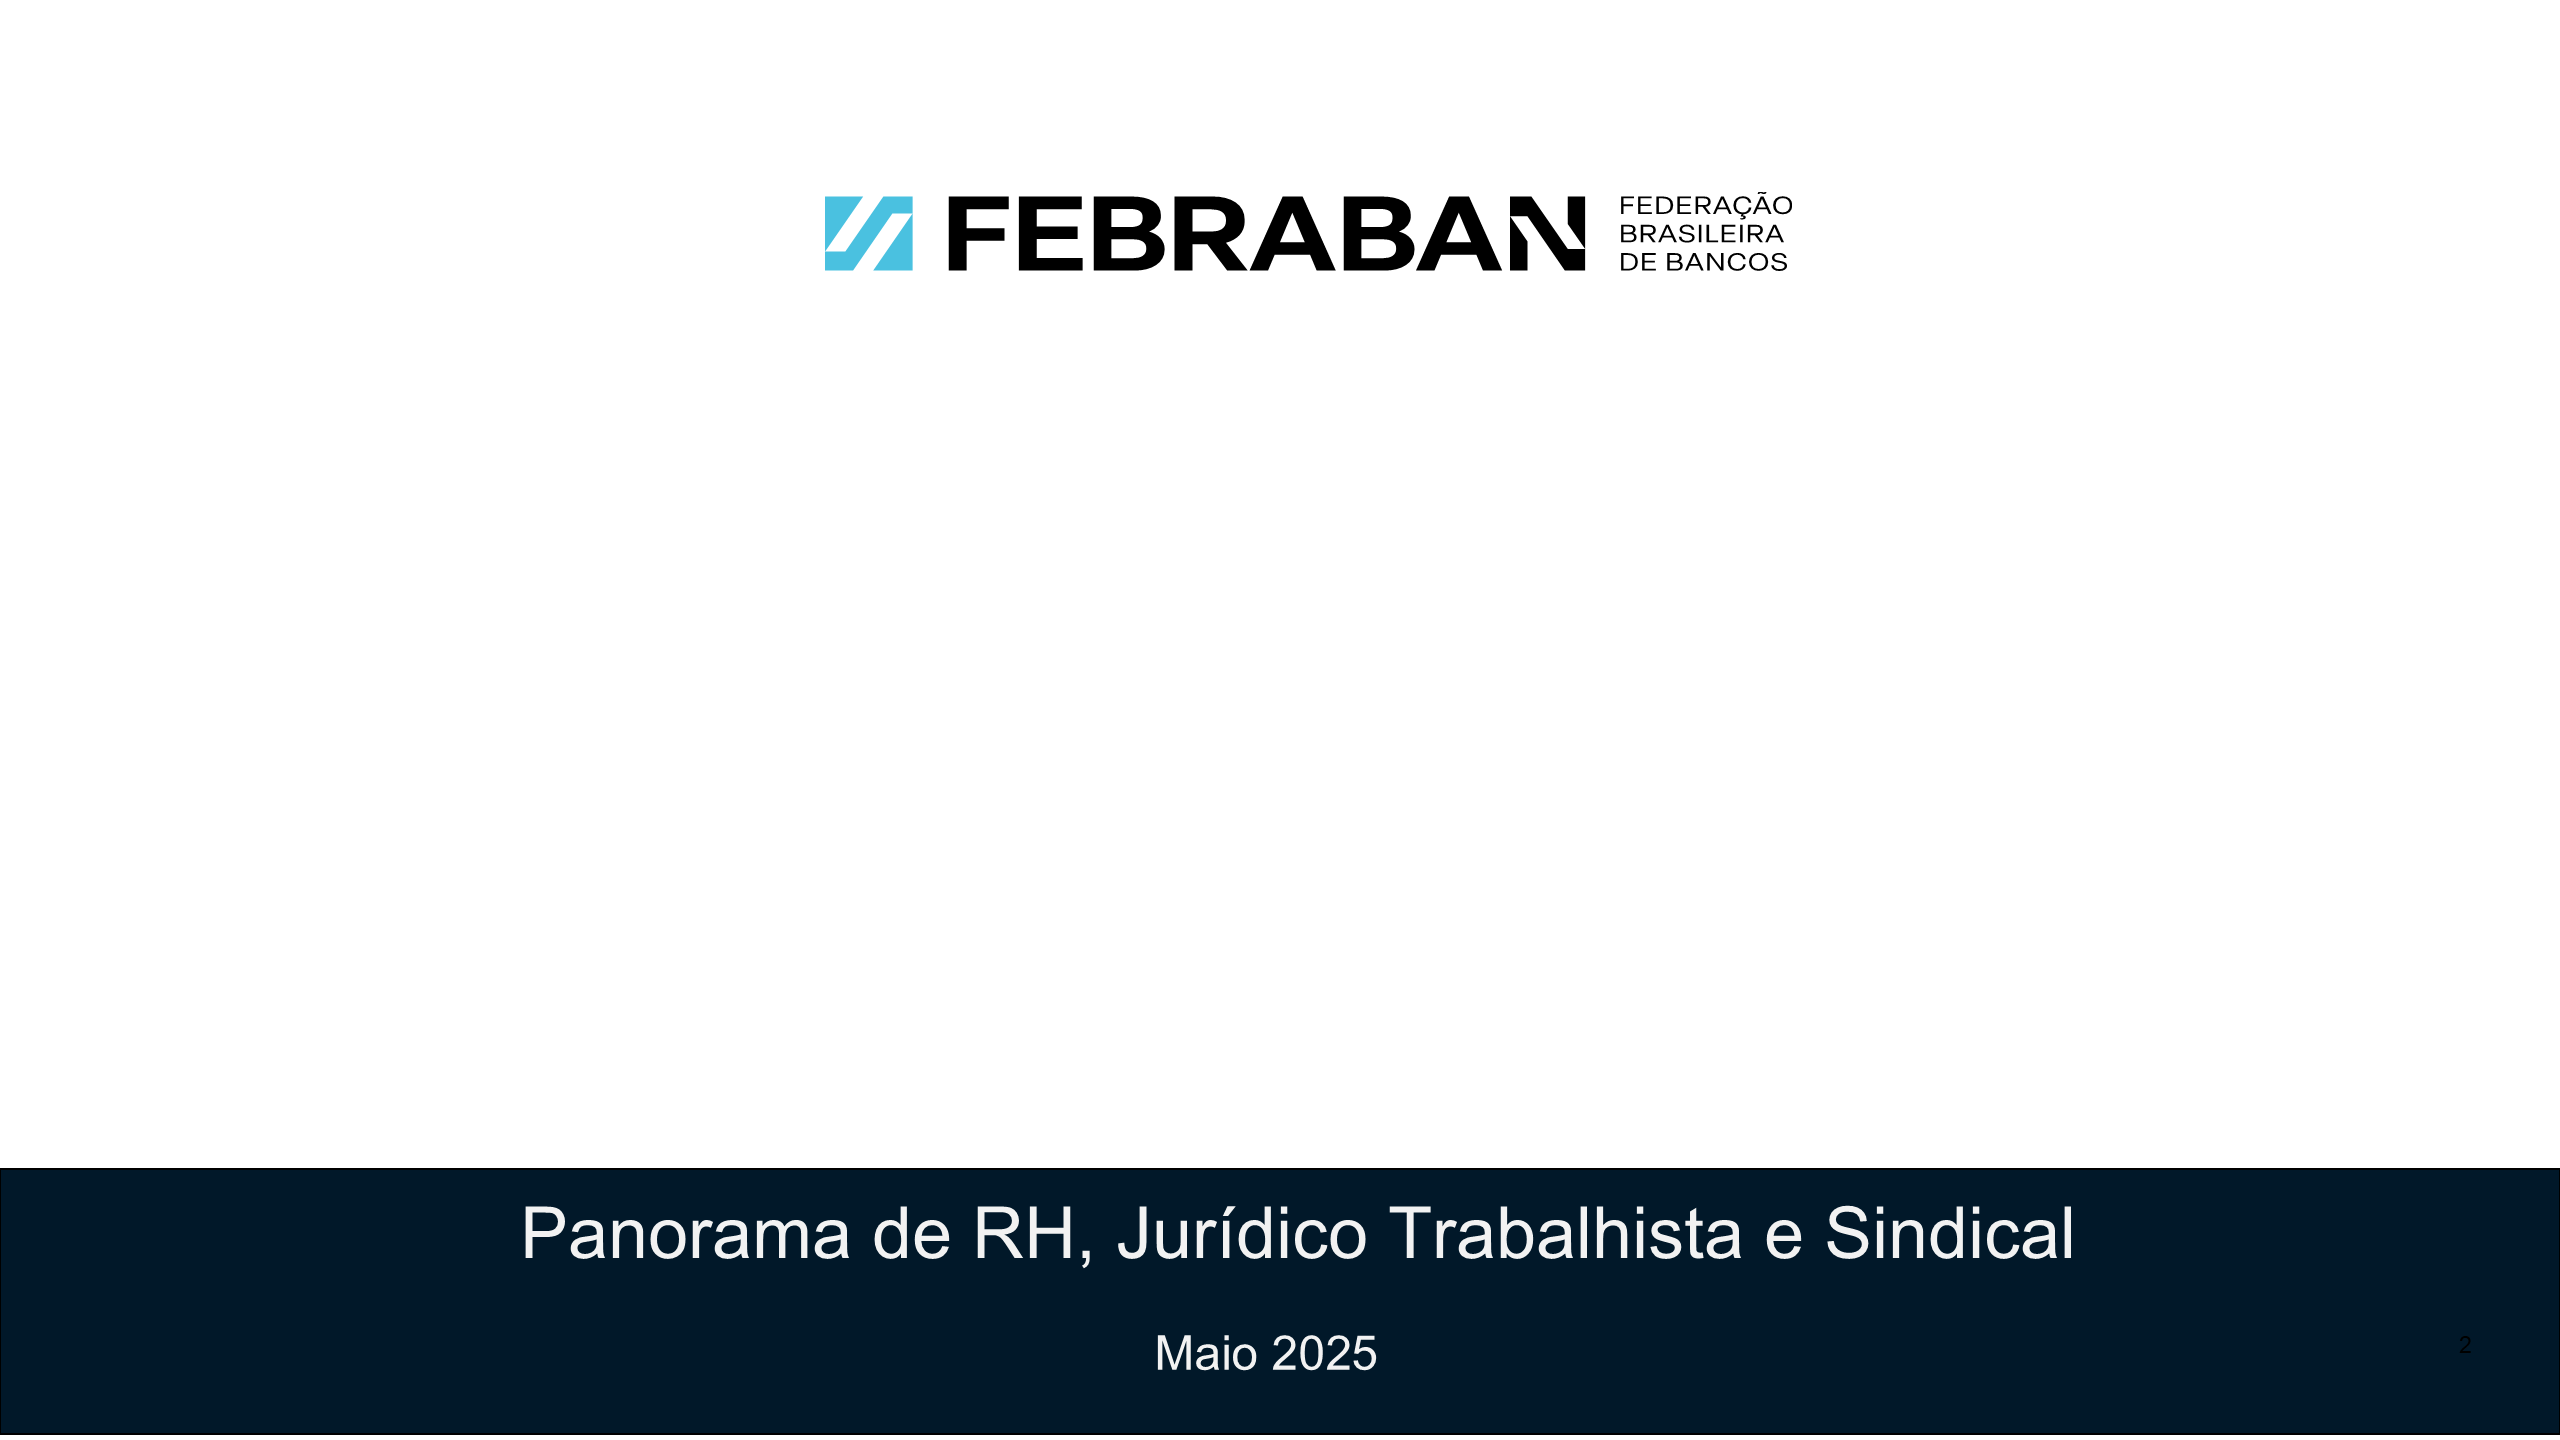 FEBRABAN
FEDERAÇÃO
BRASILEIRA
DE BANCOS
Panorama de RH, Jurídico Trabalhista e Sindical
Maio 2025
2